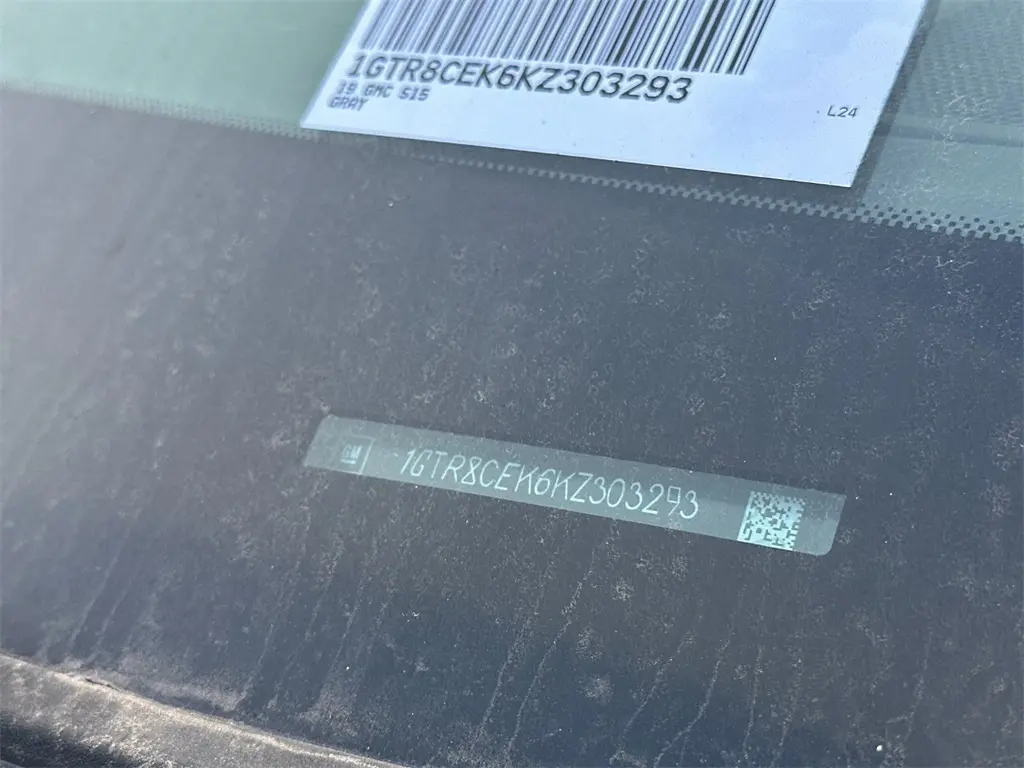 1GTR8CEK6KZ303293
19 GMC S15
GRAY
L24
GM
1GTR8CEK6KZ303293